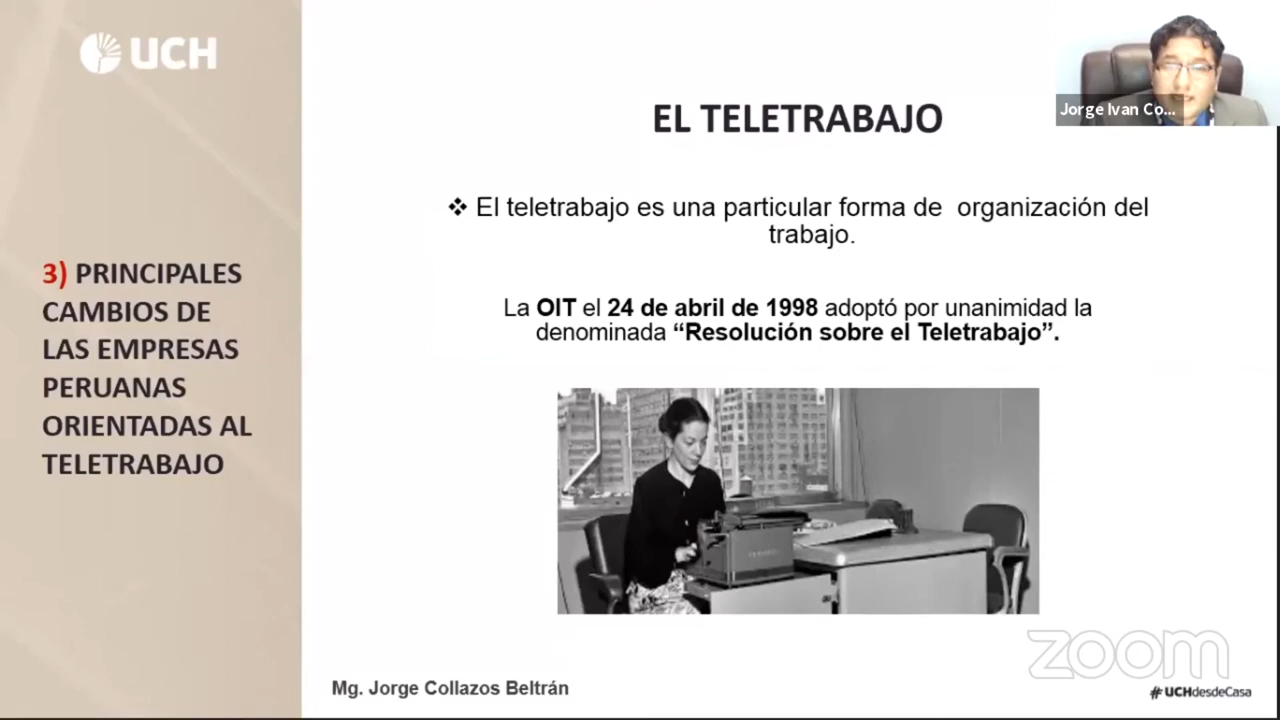 UCH
Jorge Ivan Co...
EL TELETRABAJO
❖ El teletrabajo es una particular forma de organización del
trabajo.
3) PRINCIPALES
CAMBIOS DE
LAS EMPRESAS
PERUANAS
ORIENTADAS AL
TELETRABAJO
La OIT el 24 de abril de 1998 adoptó por unanimidad la
denominada “Resolución sobre el Teletrabajo”.
Mg. Jorge Collazos Beltrán
zoom
#UCHdesdeCasa